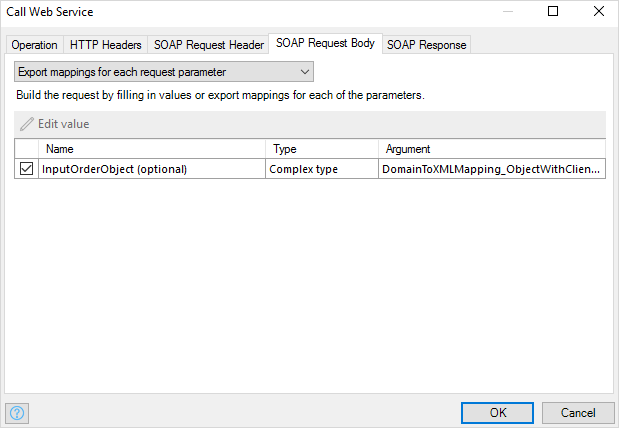 Call Web Service
Operation HTTP Headers SOAP Request Header SOAP Request Body SOAP Response
Export mappings for each request parameter
Build the request by filling in values or export mappings for each of the parameters.
Edit value
Name Type Argument
InputOrderObject (optional) Complex type DomainToXMLMapping_ObjectWithClien...
? OK Cancel